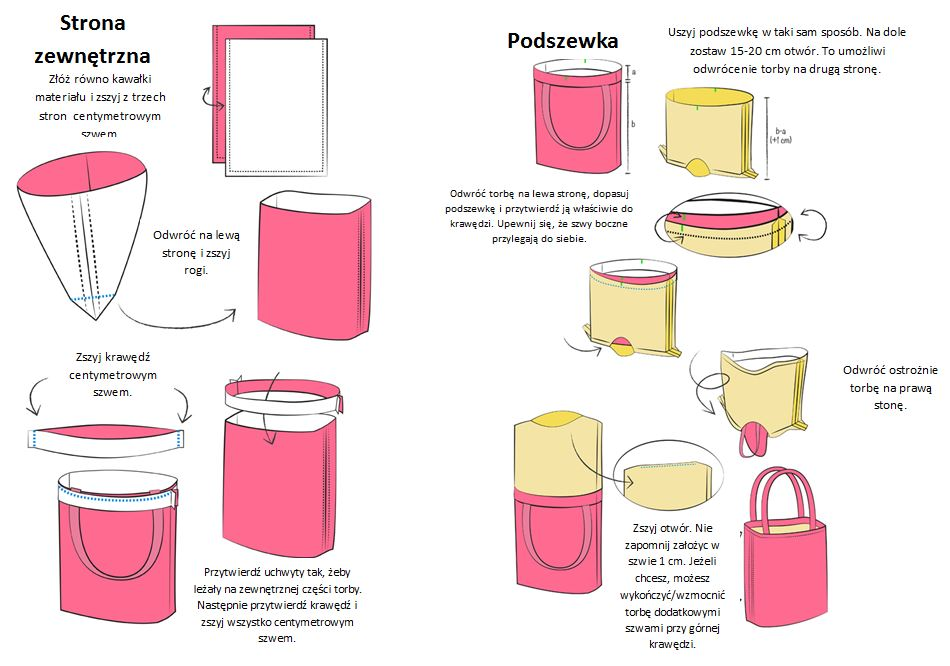 Strona
zewnętrzna
Złóż równo kawałki
materiału i zszyj z trzech
stron centymetrowym
szwem
Odwróć na lewą
stronę i zszyj
rogi.
Zszyj krawędź
centymetrowym
szwem.
Przytwierdź uchwyty tak, żeby
leżały na zewnętrznej części torby.
Następnie przytwierdź krawędź i
zszyj wszystko centymetrowym
szwem.
Podszewka
Uszyj podszewkę w taki sam sposób. Na dole
zostaw 15-20 cm otwór. To umożliwi
odwrócenie torby na drugą stronę.
a
b
b-a
(+1 cm)
Odwróć torbę na lewa stronę, dopasuj
podszewkę i przytwierdź ją właściwie do
krawędzi. Upewnij się, że szwy boczne
przylegają do siebie.
Odwróć ostrożnie
torbę na prawą
stonę.
Zszyj otwór. Nie
zapomnij założyc w
szwie 1 cm. Jeżeli
chcesz, możesz
wykończyć/wzmocnić
torbę dodatkowymi
szwami przy górnej
krawędzi.